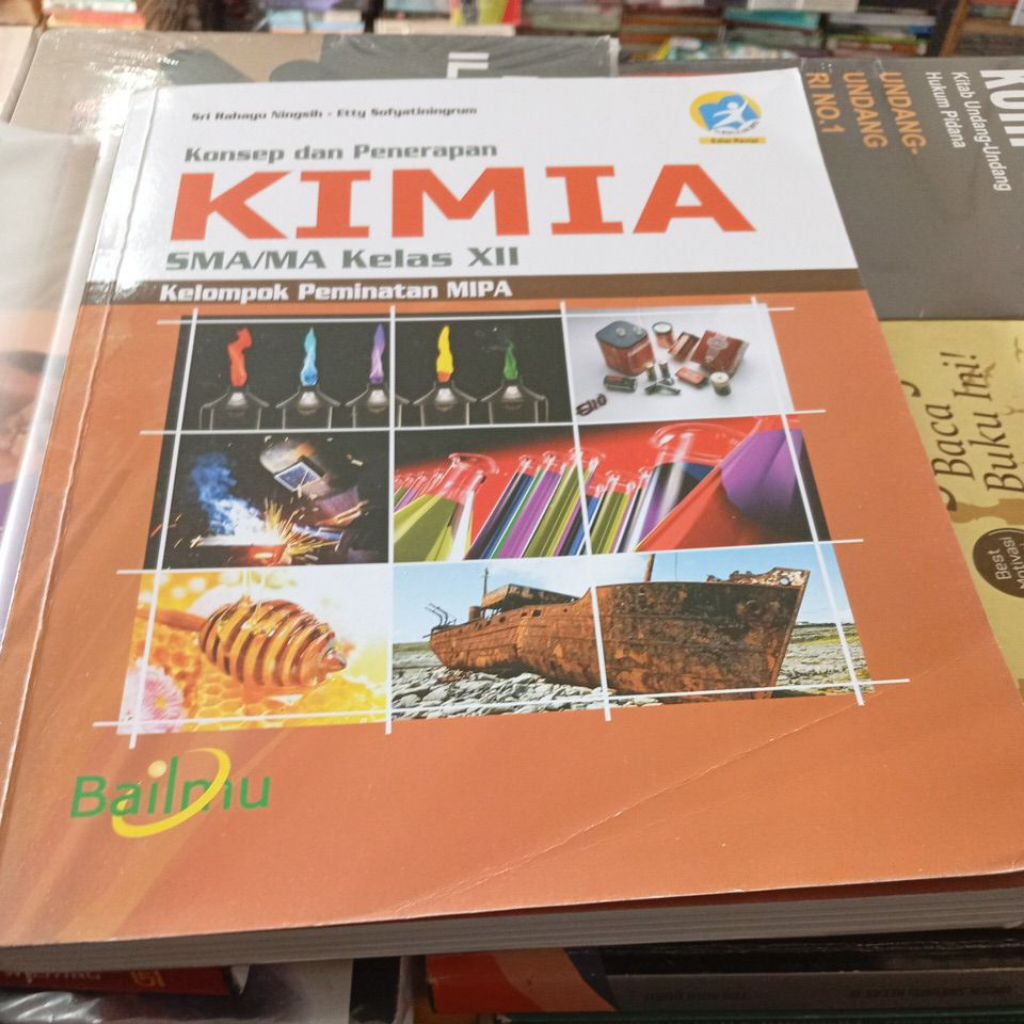 Sri Rahayu Ningsih - Etty Sofyatiningrum
Konsep dan Penerapan
KIMIA
SMA/MA Kelas XII
Kelompok Peminatan MIPA
Bailmu
UNDANG-
UNDANG
RI NO.1
Kitab Undang-Undang
Hukum Pidana
Baca
Buku Ini!
Best
Motivasi